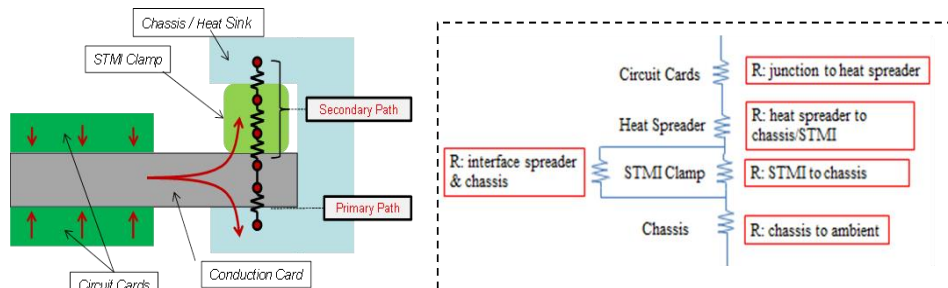 Chassis / Heat Sink
STMI Clamp
Secondary Path
Primary Path
Conduction Card
Circuit Cards
Circuit Cards
R: junction to heat spreader
Heat Spreader
R: heat spreader to
chassis/STMI
R: interface spreader
& chassis
STMI Clamp
R: STMI to chassis
Chassis
R: chassis to ambient